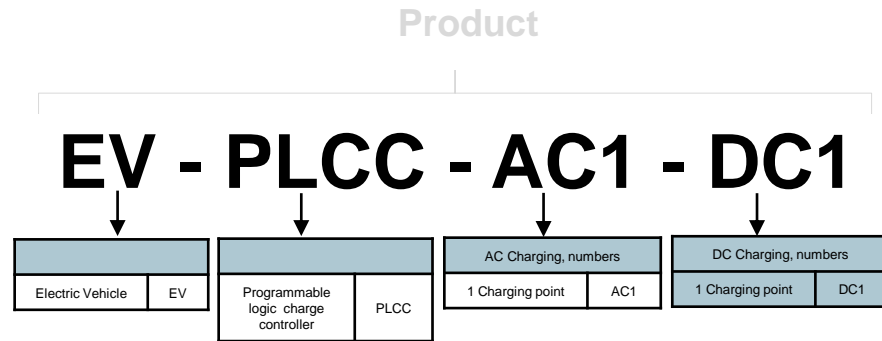 Product
EV - PLCC - AC1 - DC1
AC Charging, numbers
DC Charging, numbers
Electric Vehicle EV
Programmable
logic charge
controller
PLCC
1 Charging point AC1
1 Charging point DC1